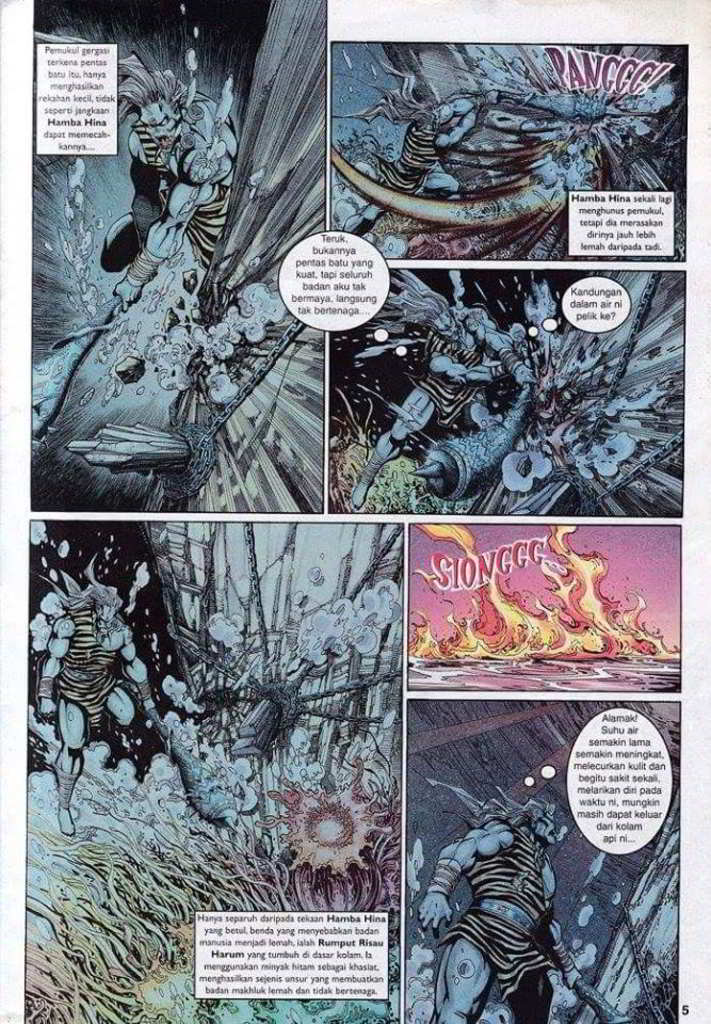 Pemukul gergasi
terkena pentas
batu itu, hanya
menghasilkan
rekahan kecil, tidak
seperti jangkaan
Hamba Hina
dapat memecah-
kannya....
PANGGG!
Hamba Hina sekali lagi
menghunus pemukul,
tetapi dia merasakan
dirinya jauh lebih
lemah daripada tadi.
Teruk,
bukannya
pentas batu yang
kuat, tapi seluruh
badan aku tak
bermaya, langsung
tak bertenaga....
Kandungan
dalam air ni
pelik ke?
SIONGGG
Alamak!
Suhu air
semakin lama
semakin meningkat,
melecurkan kulit dan
begitu sakit sekali,
melarikan diri pada
waktu ni, mungkin
masih dapat keluar
dari kolam
api ni...
Hanya separuh daripada sekaan Hamba Hina
yang betul, benda yang menyebabkan badan
manusia menjadi lemah, ialah Rumput Risau
Harum yang tumbuh di dasar kolam. Ia
menggunakan minyak hitam sebagai khasiat,
menghasilkan sejenis unsur yang membuatkan
badan makhluk lemah dan tidak bertenaga.
5